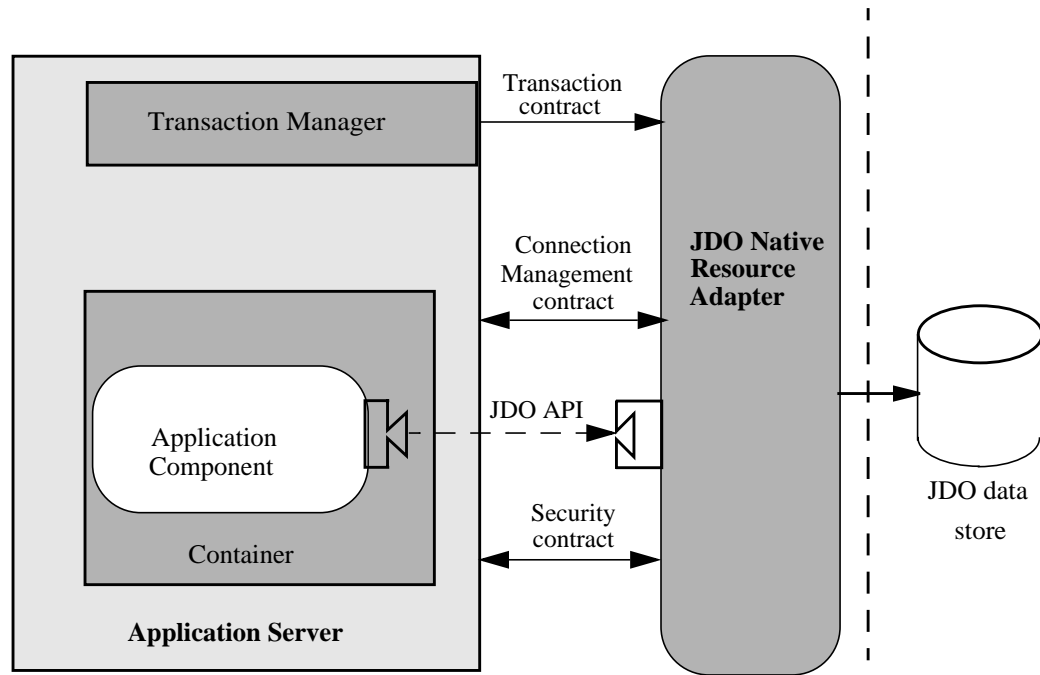 Transaction
contract
Transaction Manager
Connection
Management
contract
JDO Native
Resource
Adapter
JDO API
Application
Component
Container
Security
contract
Application Server
JDO data
store